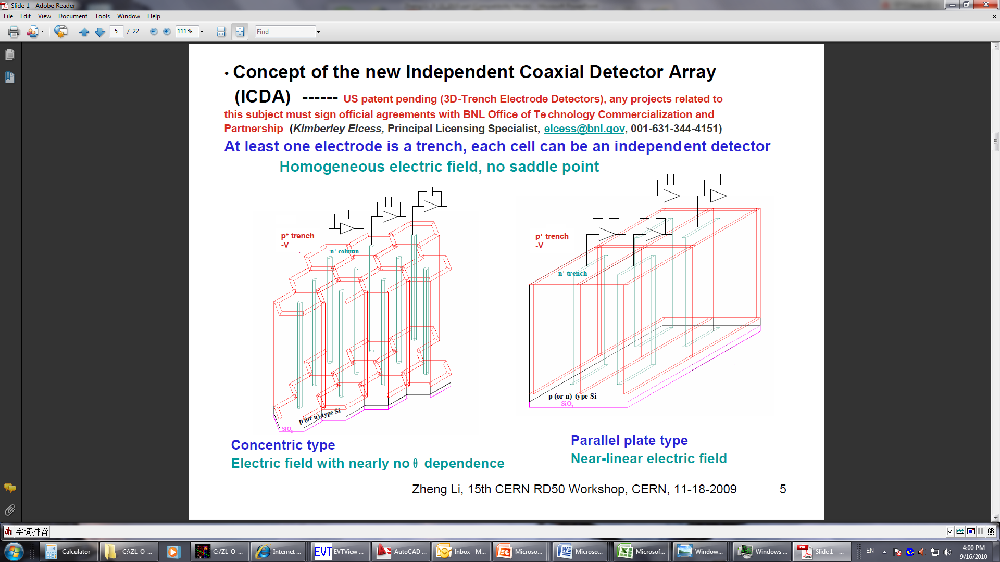 Slide 1 - Adobe Reader
File Edit View Document Tools Window Help
5 / 22 111% Find
• Concept of the new Independent Coaxial Detector Array
(ICDA) ------ US patent pending (3D-Trench Electrode Detectors), any projects related to
this subject must sign official agreements with BNL Office of Technology Commercialization and
Partnership (Kimberley Elcess, Principal Licensing Specialist, elcess@bnl.gov, 001-631-344-4151)
At least one electrode is a trench, each cell can be an independent detector
Homogeneous electric field, no saddle point
p+ trench
-V
n+ column
p (or n)-type Si
SiO2
p+ trench
-V
n+ trench
p (or n)-type Si
SiO2
Concentric type
Electric field with nearly no θ dependence
Parallel plate type
Near-linear electric field
Zheng Li, 15th CERN RD50 Workshop, CERN, 11-18-2009 5
南 字词拼音 GB
Calculator C:\ZL-O-... C:/ZL-O-... Internet ... EVT EVTView ... AutoCAD ... Inbox - M... Microso... Microso... Microsof... Window... Windows ... Slide 1 - ... EN 4:00 PM
9/16/2010